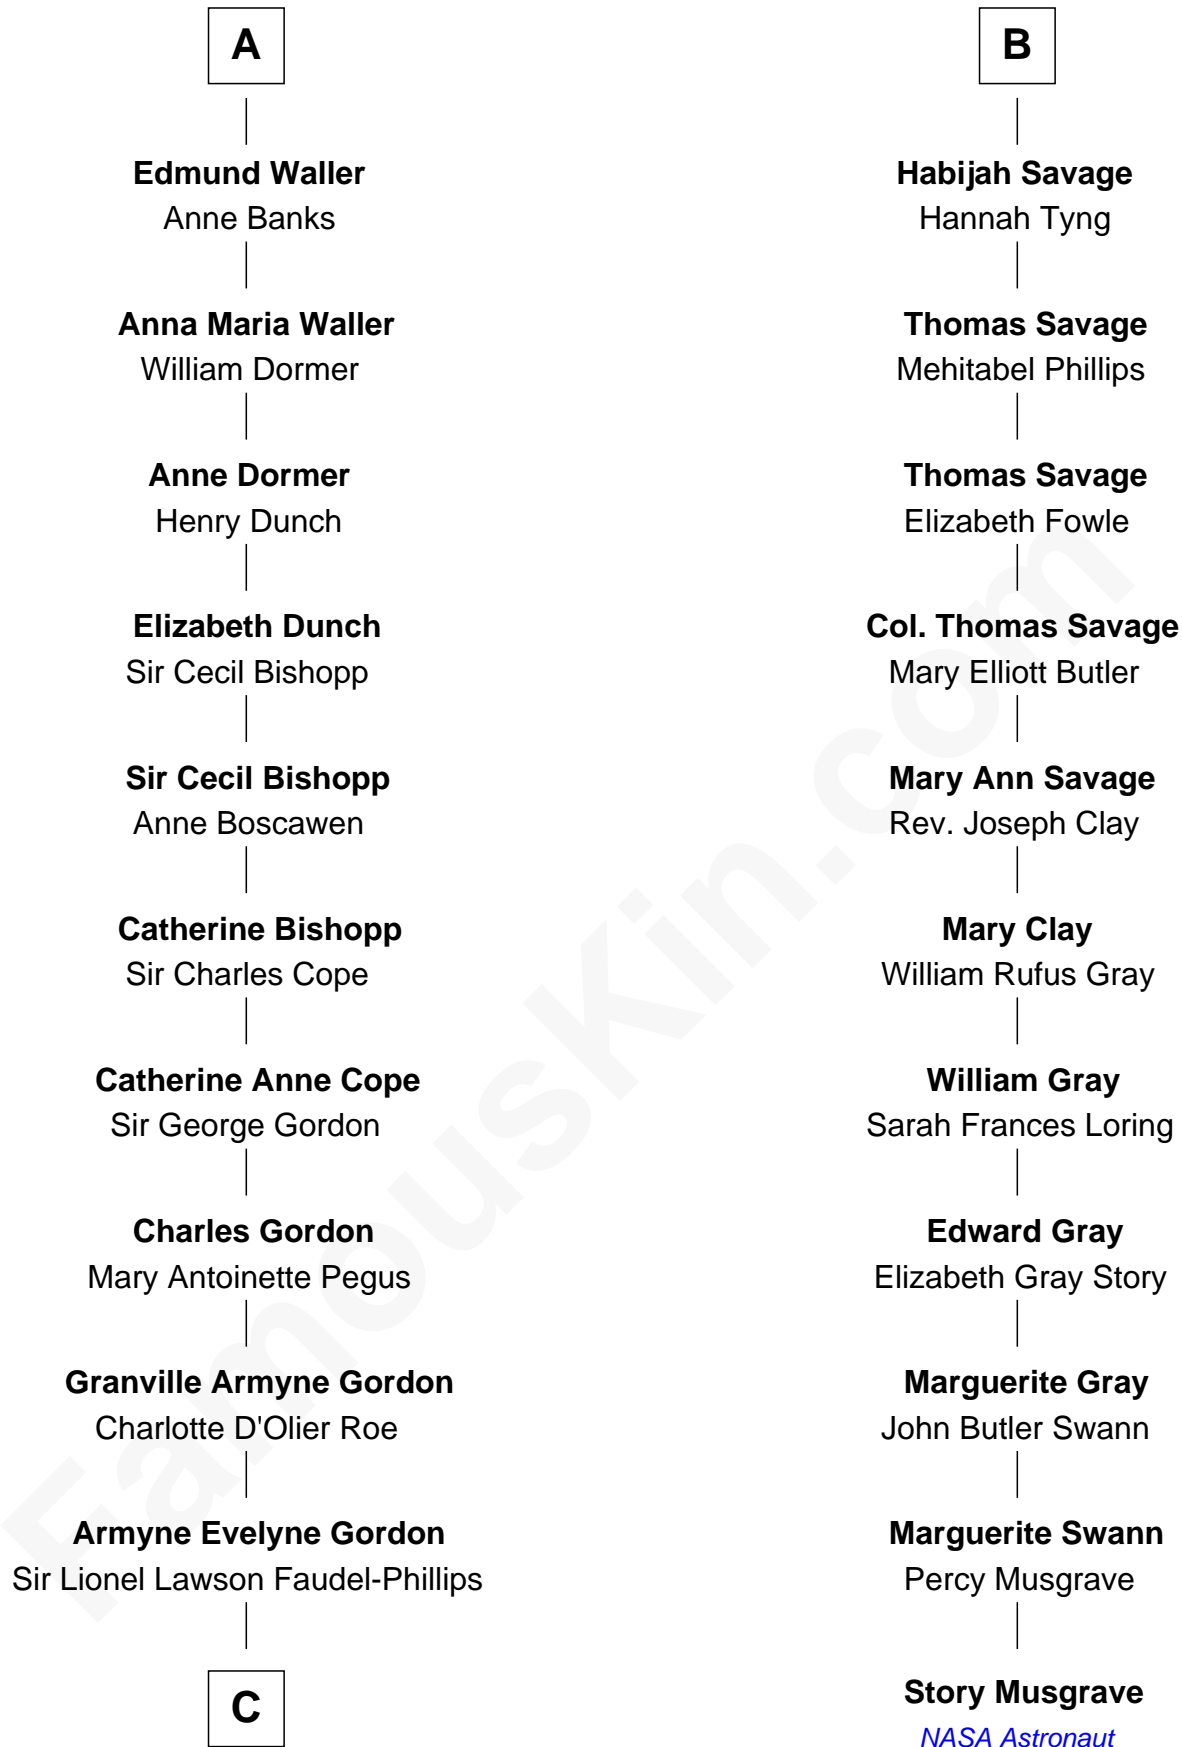 A
Edmund Waller
Anne Banks
Anna Maria Waller
William Dormer
Anne Dormer
Henry Dunch
Elizabeth Dunch
Sir Cecil Bishopp
Sir Cecil Bishopp
Anne Boscawen
Catherine Bishopp
Sir Charles Cope
Catherine Anne Cope
Sir George Gordon
Charles Gordon
Mary Antoinette Pegus
Granville Armyne Gordon
Charlotte D'Olier Roe
Armyne Evelyne Gordon
Sir Lionel Lawson Faudel-Phillips
C
B
Habijah Savage
Hannah Tyng
Thomas Savage
Mehitabel Phillips
Thomas Savage
Elizabeth Fowle
Col. Thomas Savage
Mary Elliott Butler
Mary Ann Savage
Rev. Joseph Clay
Mary Clay
William Rufus Gray
William Gray
Sarah Frances Loring
Edward Gray
Elizabeth Gray Story
Marguerite Gray
John Butler Swann
Marguerite Swann
Percy Musgrave
Story Musgrave
NASA Astronaut
FamousKin.com